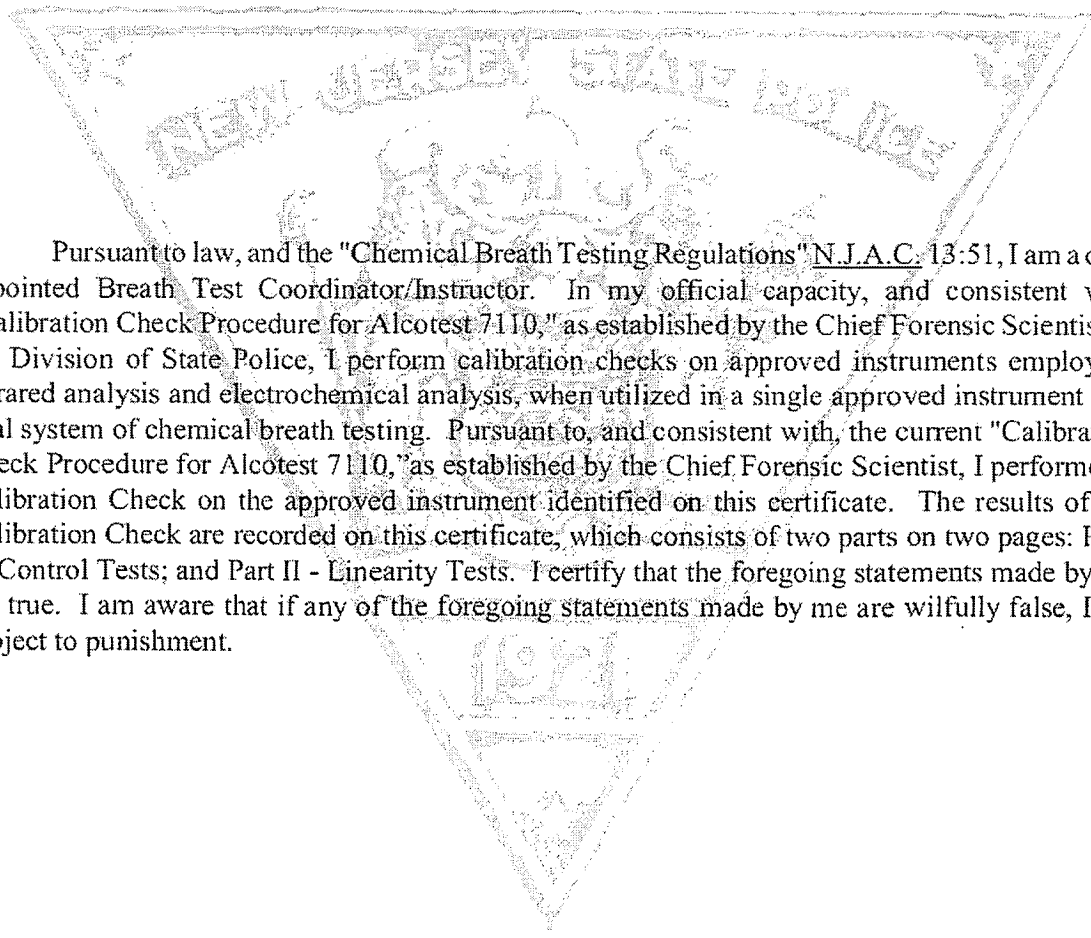 NEW JERSEY STATE POLICE
Pursuant to law, and the "Chemical Breath Testing Regulations" N.J.A.C. 13:51, I am a
pointed Breath Test Coordinator/Instructor. In my official capacity, and consistent
alibration Check Procedure for Alcotest 7110," as established by the Chief Forensic Scientis
Division of State Police, I perform calibration checks on approved instruments employ
rared analysis and electrochemical analysis, when utilized in a single approved instrument
al system of chemical breath testing. Pursuant to, and consistent with, the current "Calibra
eck Procedure for Alcotest 7110," as established by the Chief Forensic Scientist, I perform
libration Check on the approved instrument identified on this certificate. The results of
libration Check are recorded on this certificate, which consists of two parts on two pages:
Control Tests; and Part II - Linearity Tests. I certify that the foregoing statements made by
true. I am aware that if any of the foregoing statements made by me are wilfully false, I
ject to punishment.
1921